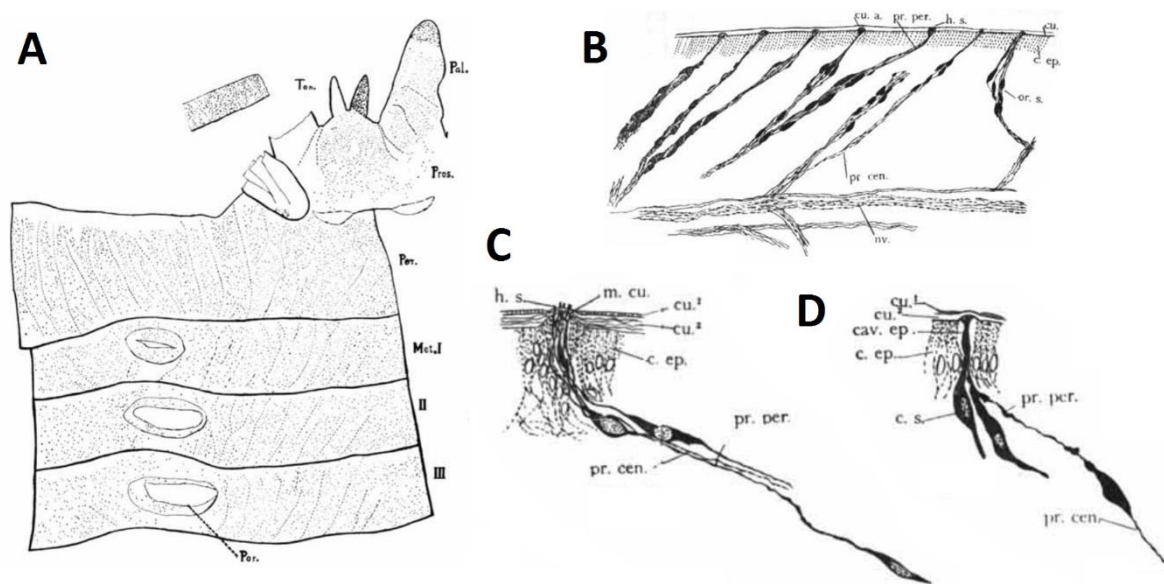 A
Ten.
Pal.
Pros.
Per.
Met.I
II
III
Par.
B
cu. a.
pr. per.
h. s.
cu.
c. ep.
or. s.
pr cen.
nv.
C
h. s.
m. cu.
cu.¹
cu.²
c. ep.
pr. per.
pr. cen.
D
cu.¹
cu.²
cav. ep.
c. ep.
c. s.
pr. per.
pr. cen.